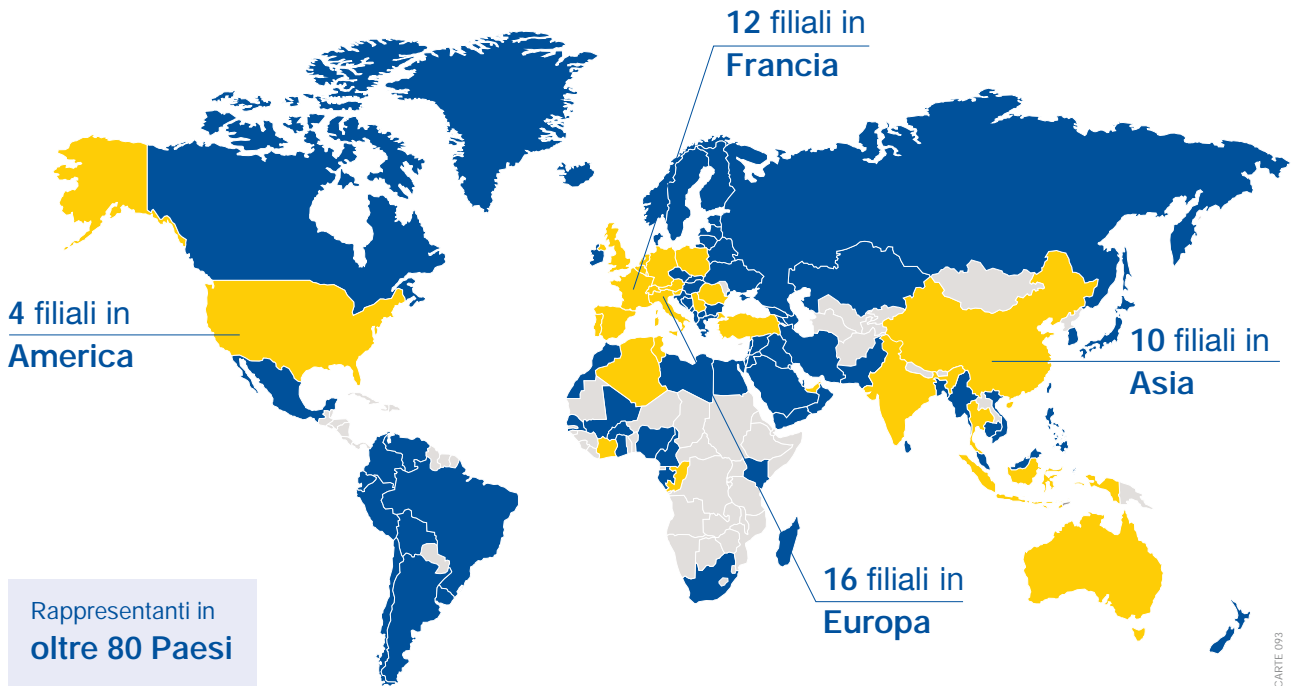 12 filiali in
Francia
4 filiali in
America
10 filiali in
Asia
16 filiali in
Europa
Rappresentanti in
oltre 80 Paesi
CARTE 093